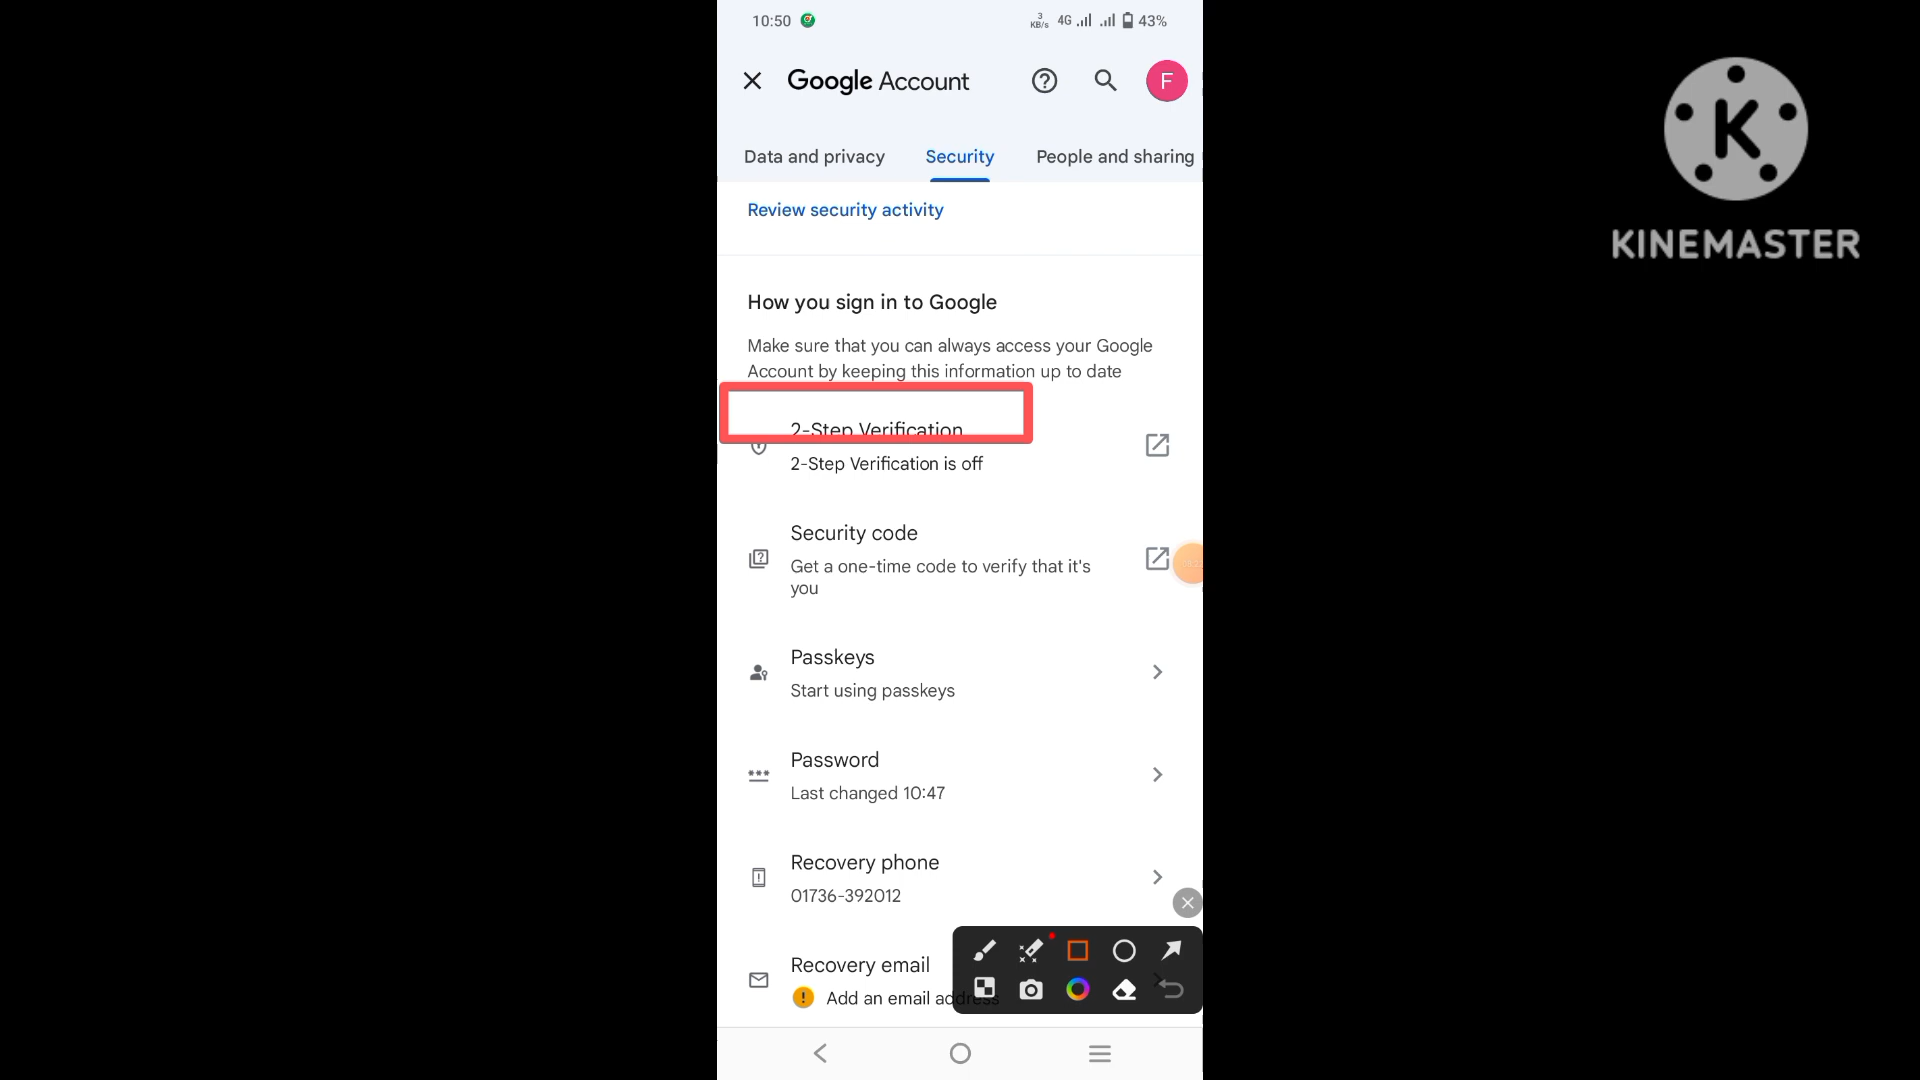 10:50
3 KB/s 4G 43%
Google Account
F
Data and privacy Security People and sharing
Review security activity
How you sign in to Google
Make sure that you can always access your Google
Account by keeping this information up to date
2-Step Verification
2-Step Verification is off
Security code
Get a one-time code to verify that it's
you
Passkeys
Start using passkeys
Password
Last changed 10:47
Recovery phone
01736-392012
Recovery email
Add an email address
K
KINEMASTER